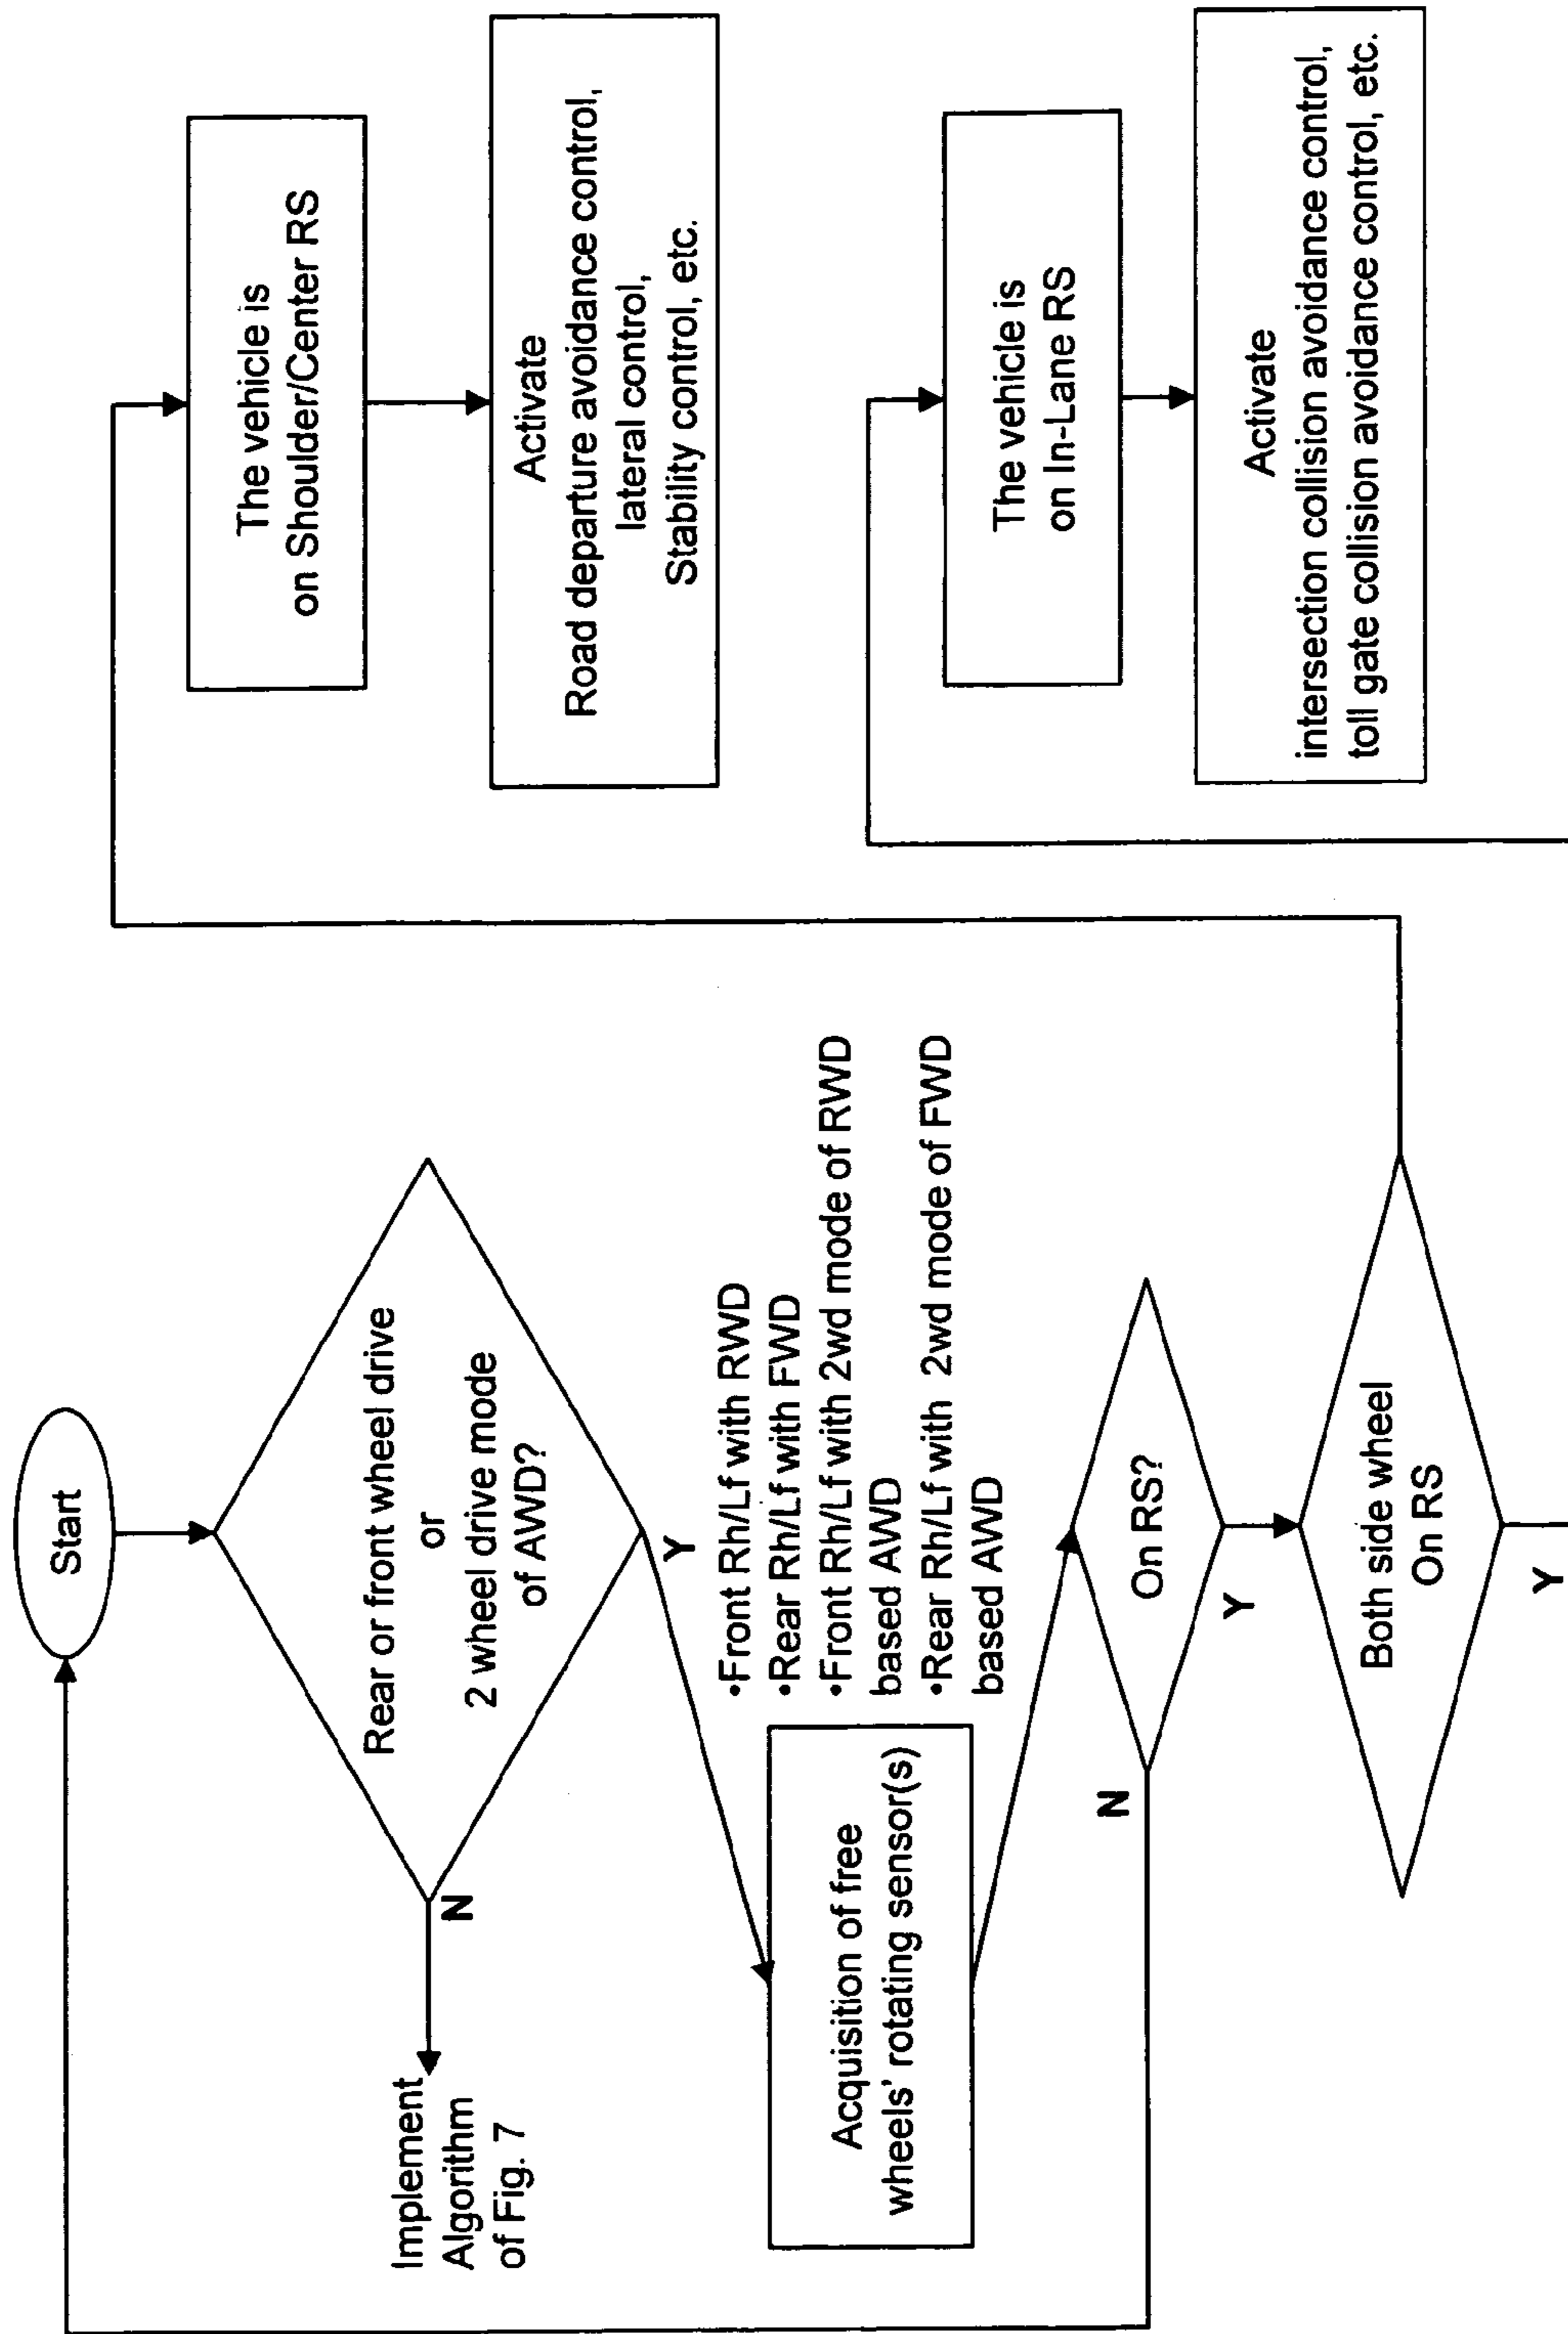 Start
Rear or front wheel drive
or
2 wheel drive mode
of AWD?
N
Implement
Algorithm
of Fig. 7
Y
•Front Rh/Lf with RWD
•Rear Rh/Lf with FWD
•Front Rh/Lf with 2wd mode of RWD
based AWD
•Rear Rh/Lf with 2wd mode of FWD
based AWD
Acquisition of free
wheels' rotating sensor(s)
On RS?
N
Y
Both side wheel
On RS
Y
The vehicle is
on Shoulder/Center RS
Activate
Road departure avoidance control,
lateral control,
Stability control, etc.
The vehicle is
on In-Lane RS
Activate
intersection collision avoidance control,
toll gate collision avoidance control, etc.